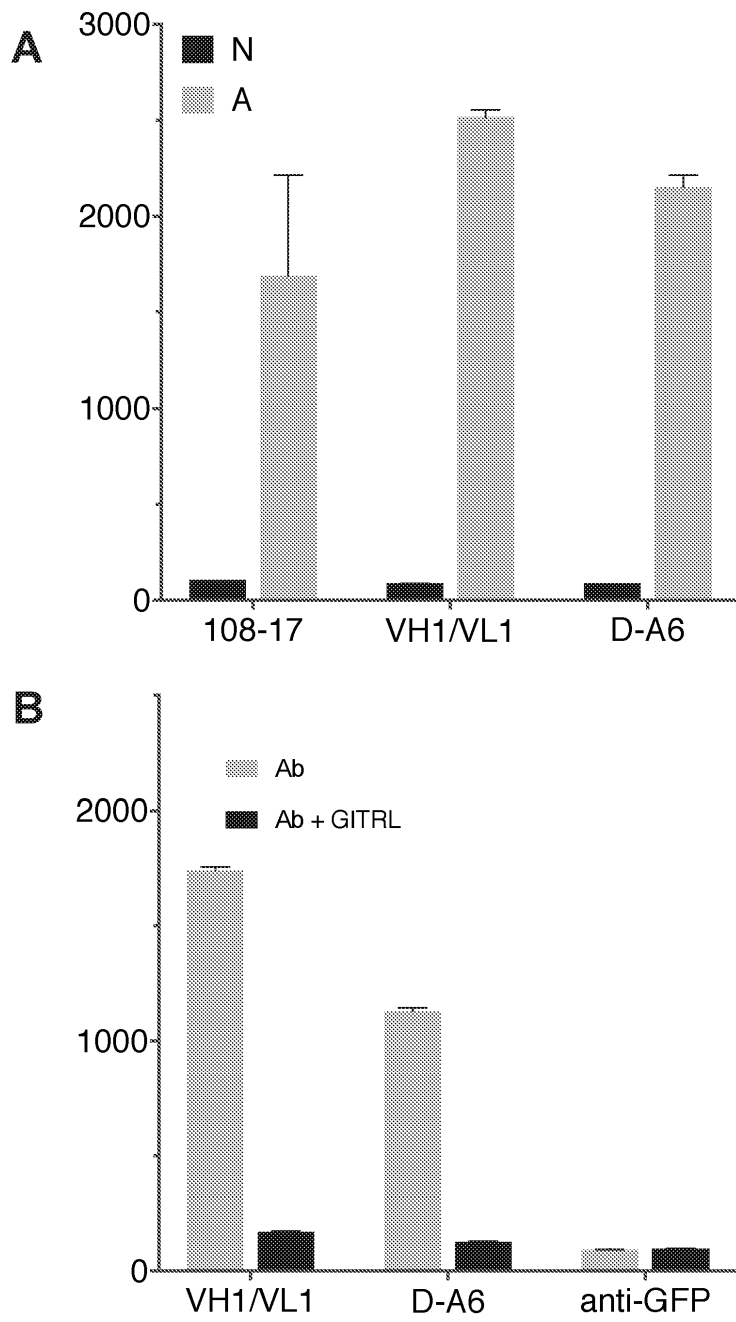 A
3000
N
A
2000
1000
0
108-17 VH1/VL1 D-A6
B
Ab
2000
Ab + GITRL
1000
0
VH1/VL1 D-A6 anti-GFP